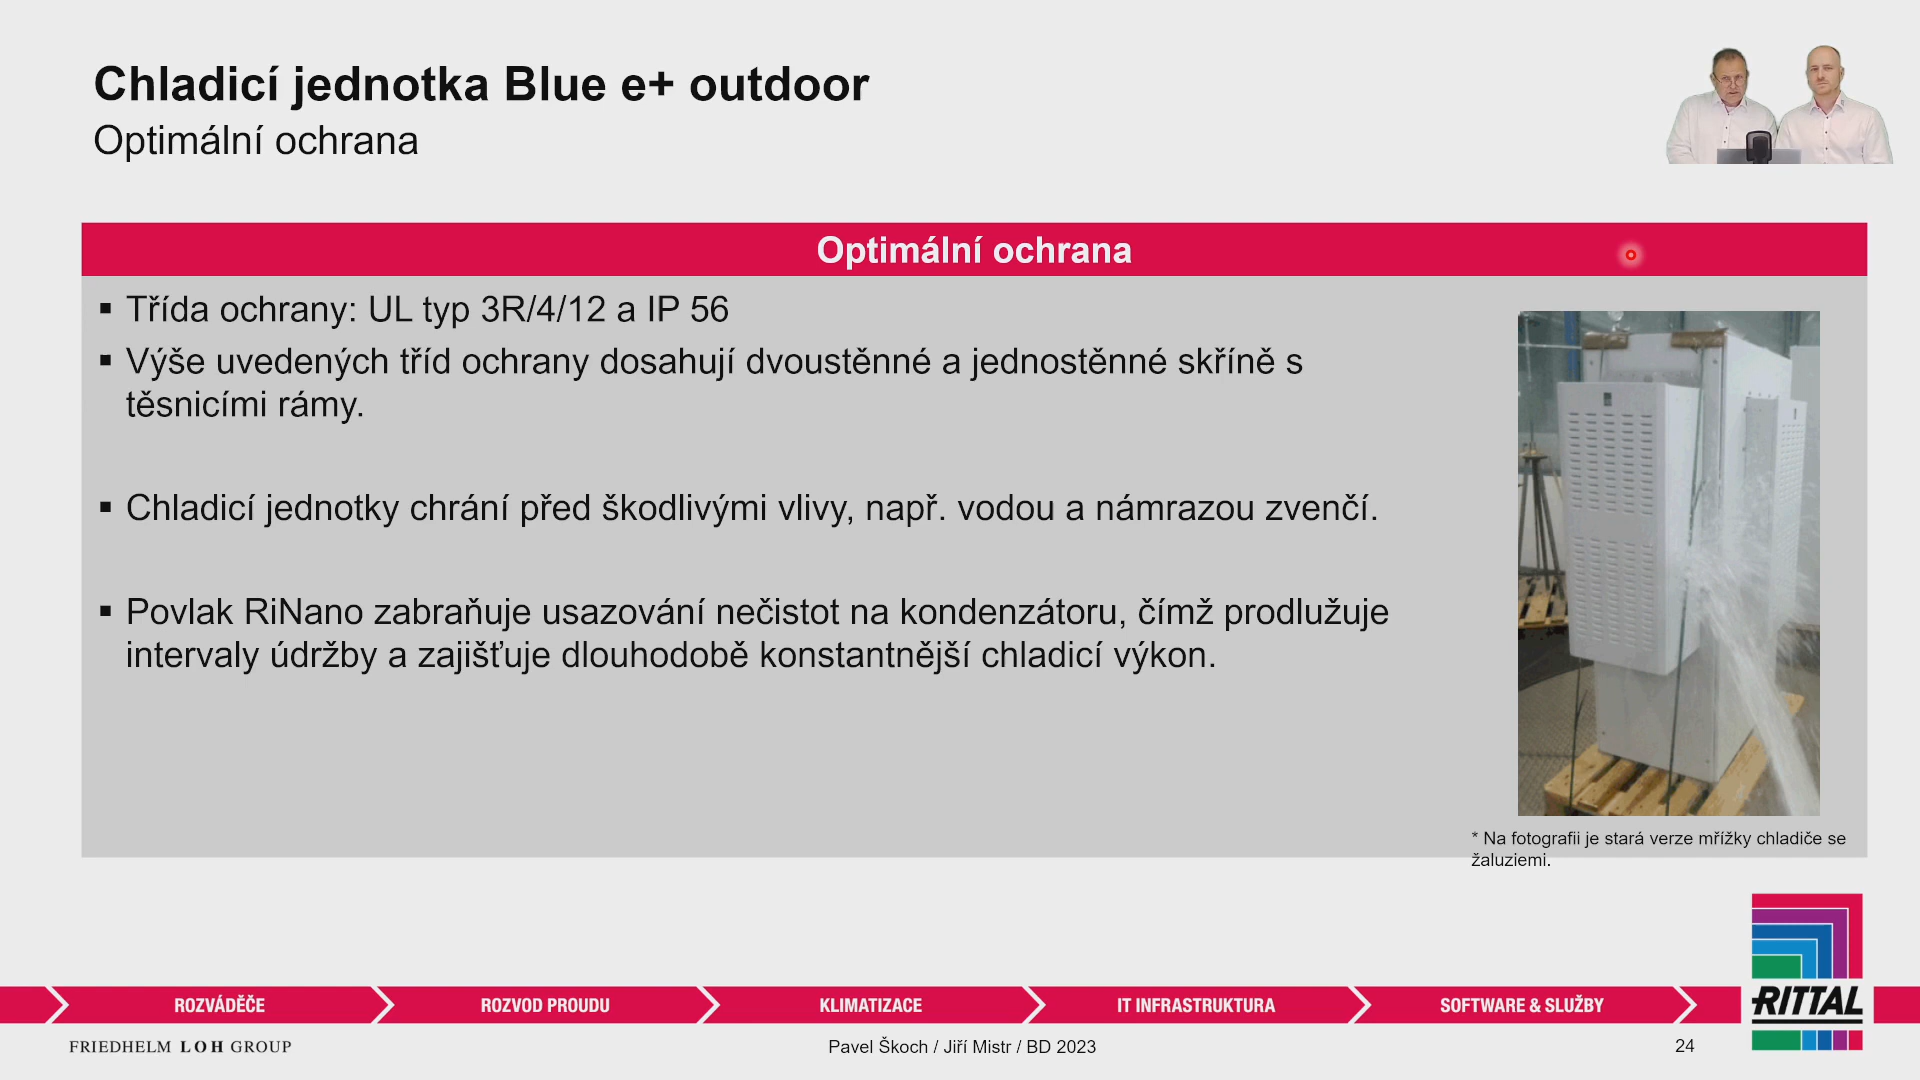 Chladicí jednotka Blue e+ outdoor
Optimální ochrana
Optimální ochrana
▪ Třída ochrany: UL typ 3R/4/12 a IP 56
▪ Výše uvedených tříd ochrany dosahují dvoustěnné a jednostěnné skříně s
těsnicími rámy.
▪ Chladicí jednotky chrání před škodlivými vlivy, např. vodou a námrazou zvenčí.
▪ Povlak RiNano zabraňuje usazování nečistot na kondenzátoru, čímž prodlužuje
intervaly údržby a zajišťuje dlouhodobě konstantnější chladicí výkon.
* Na fotografii je stará verze mřížky chladiče se
žaluziemi.
ROZVÁDĚČE
ROZVOD PROUDU
KLIMATIZACE
IT INFRASTRUKTURA
SOFTWARE & SLUŽBY
RITTAL
FRIEDHELM LOH GROUP
Pavel Škoch / Jiří Mistr / BD 2023
24